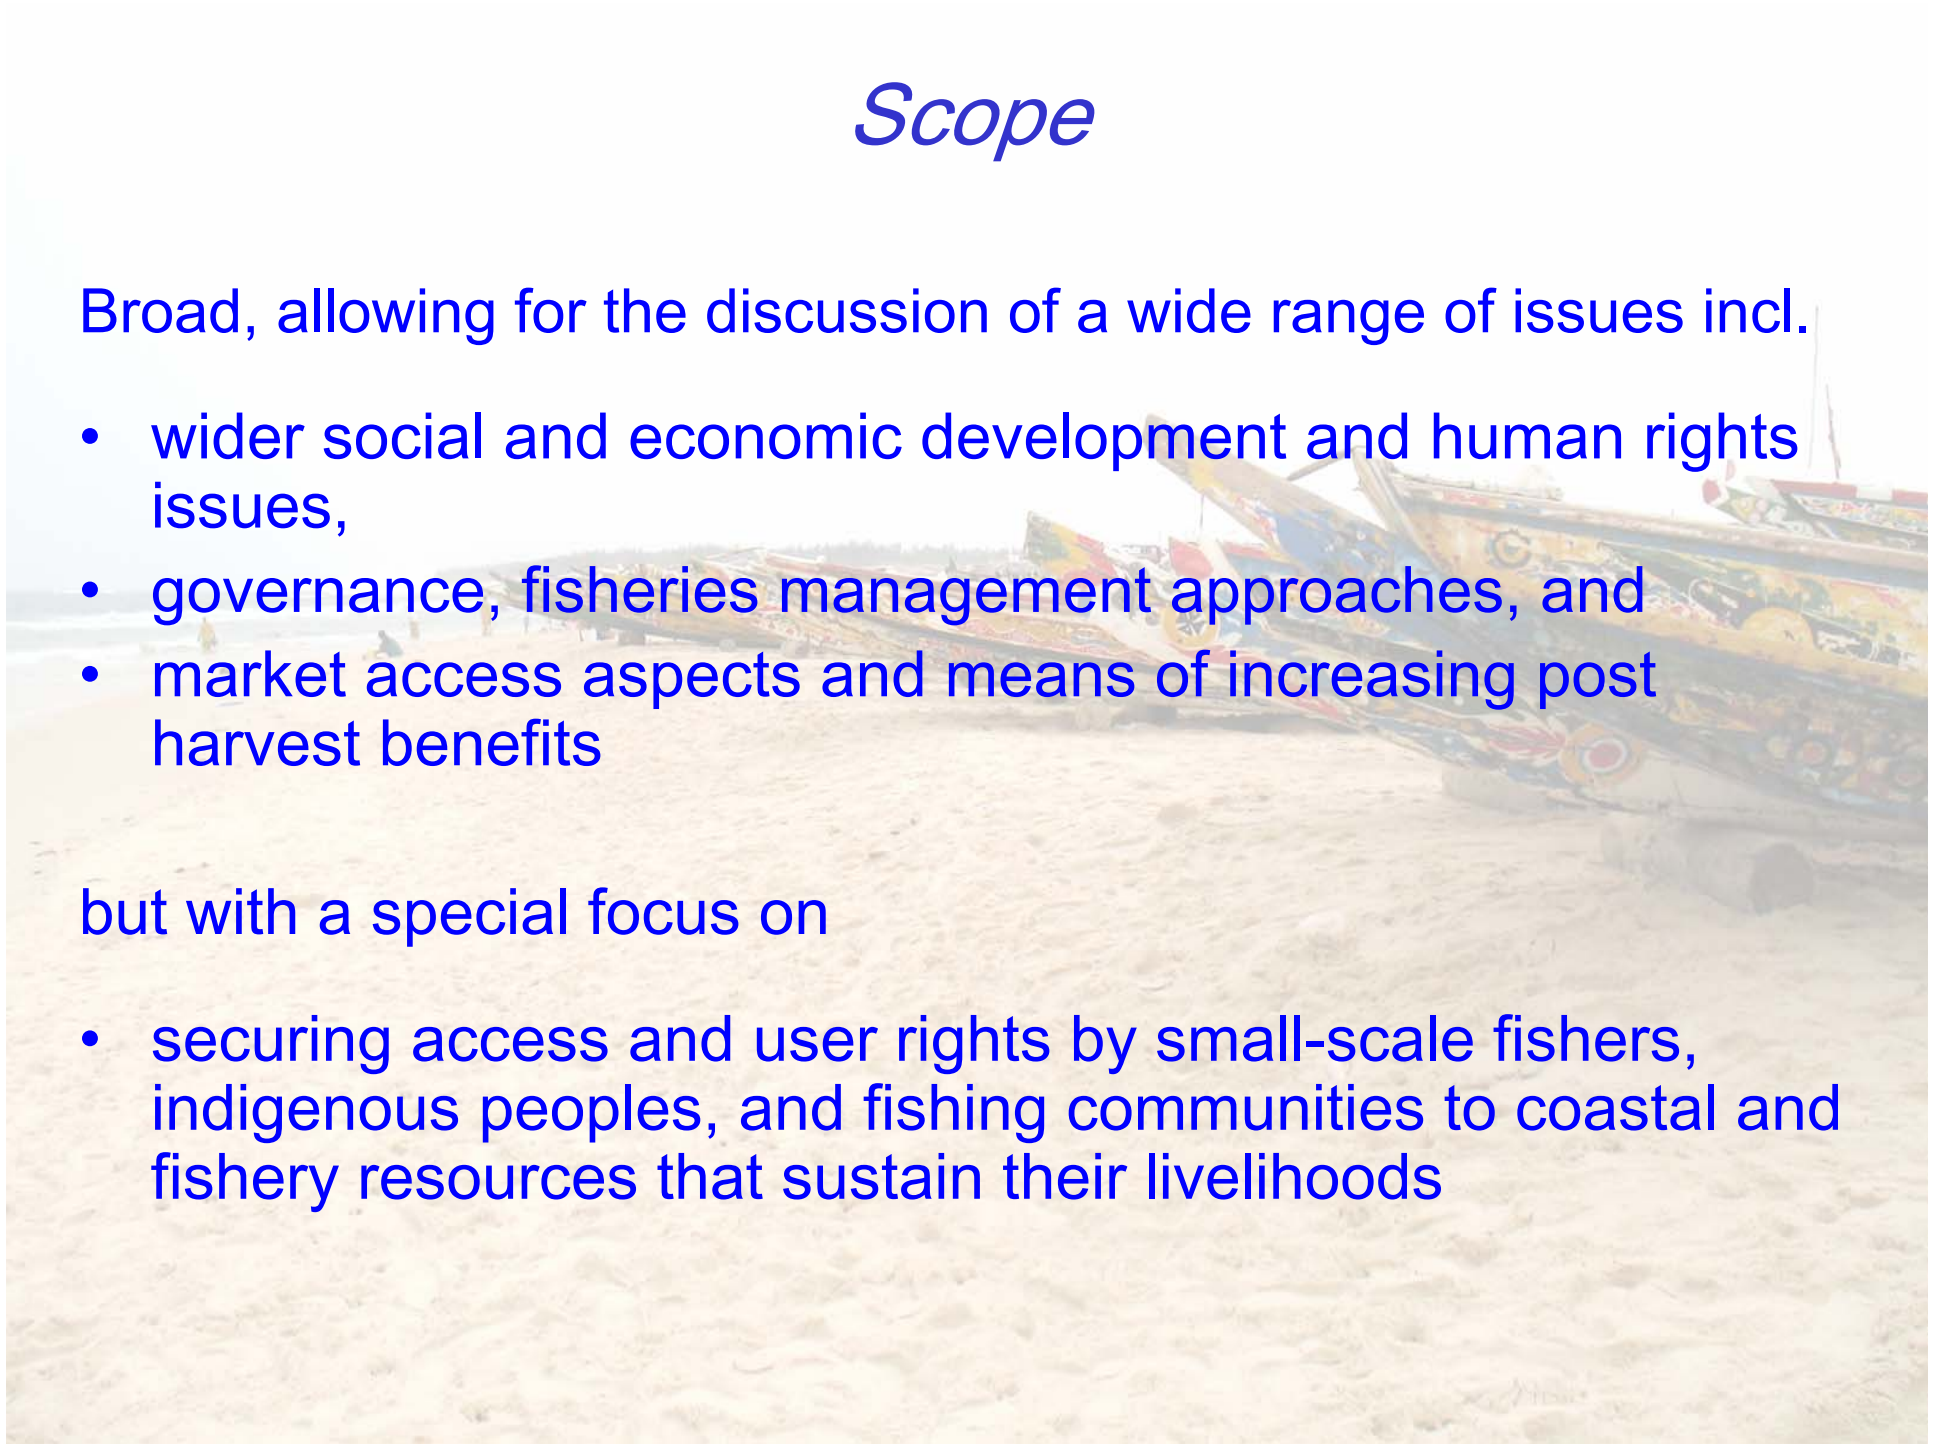 Scope
Broad, allowing for the discussion of a wide range of issues incl.
• wider social and economic development and human rights
issues,
• governance, fisheries management approaches, and
• market access aspects and means of increasing post
harvest benefits
but with a special focus on
• securing access and user rights by small-scale fishers,
indigenous peoples, and fishing communities to coastal and
fishery resources that sustain their livelihoods